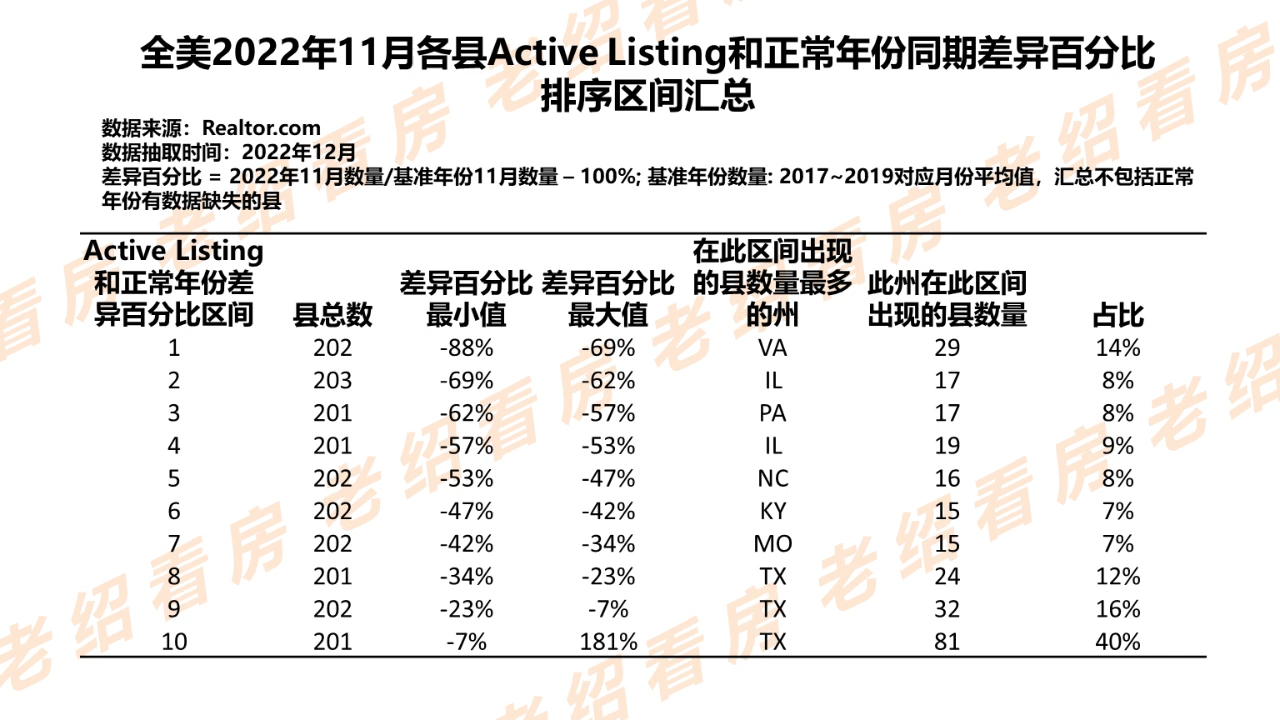 全美2022年11月各县Active Listing和正常年份同期差异百分比
排序区间汇总
数据来源：Realtor.com
数据抽取时间：2022年12月
差异百分比 = 2022年11月数量/基准年份11月数量 – 100%; 基准年份数量: 2017~2019对应月份平均值，汇总不包括正常
年份有数据缺失的县
Active Listing
和正常年份差
异百分比区间 县总数 差异百分比
最小值 差异百分比
最大值 在此区间出现
的县数量最多
的州 此州在此区间
出现的县数量 占比
1 202 -88% -69% VA 29 14%
2 203 -69% -62% IL 17 8%
3 201 -62% -57% PA 17 8%
4 201 -57% -53% IL 19 9%
5 202 -53% -47% NC 16 8%
6 202 -47% -42% KY 15 7%
7 202 -42% -34% MO 15 7%
8 201 -34% -23% TX 24 12%
9 202 -23% -7% TX 32 16%
10 201 -7% 181% TX 81 40%
老绍看房